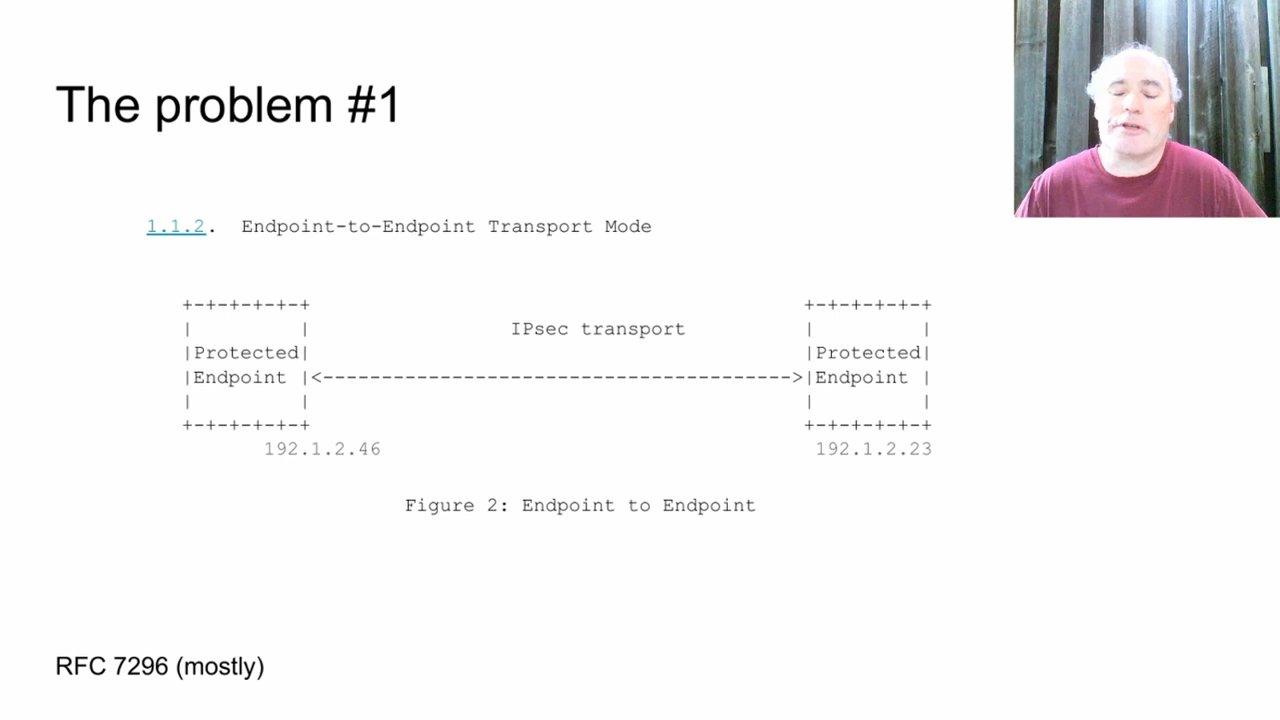 The problem #1
1.1.2. Endpoint-to-Endpoint Transport Mode
+-+-+-+-+-+ +-+-+-+-+-+
| | IPsec transport | |
|Protected| |Protected|
|Endpoint |<---------------------------------------->|Endpoint |
| | | |
+-+-+-+-+-+ +-+-+-+-+-+
192.1.2.46 192.1.2.23
Figure 2: Endpoint to Endpoint
RFC 7296 (mostly)